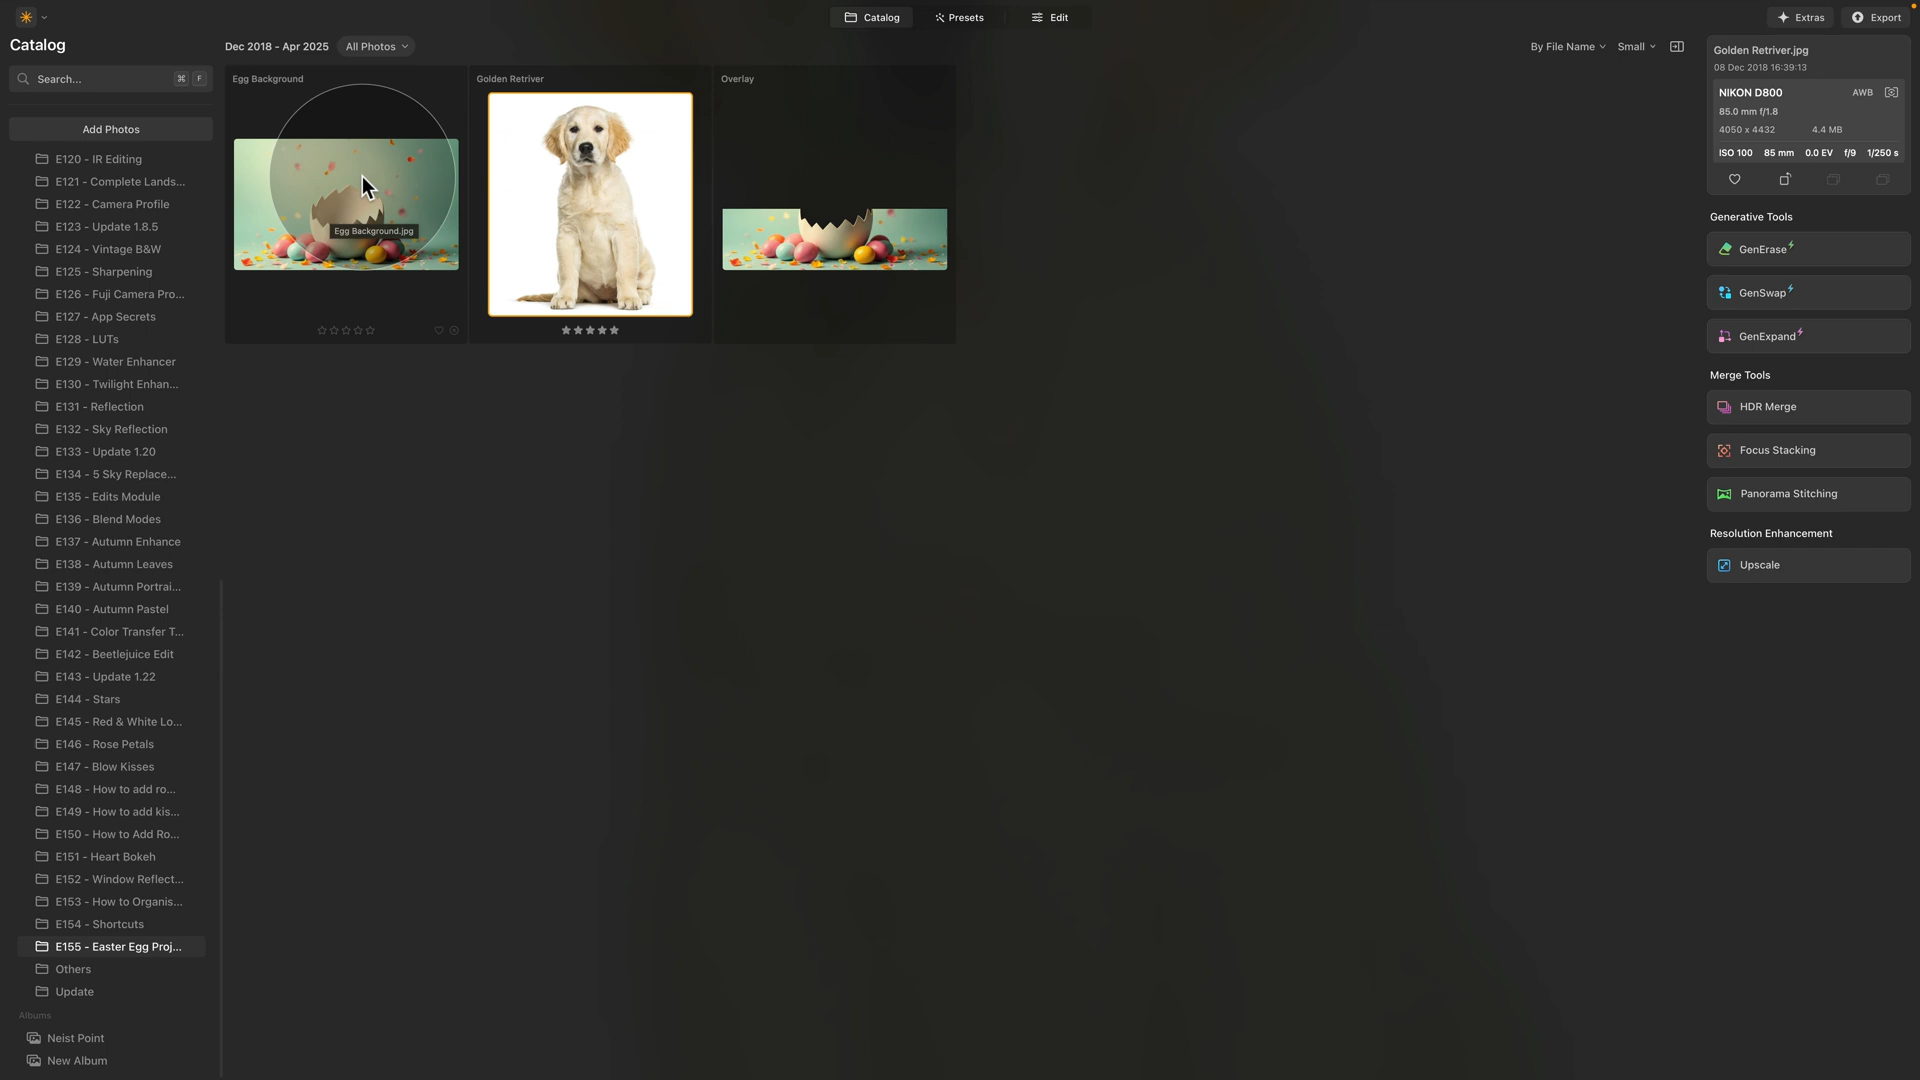 Catalog
Presets
Edit
Extras
Export
Catalog
Search...
⌘ F
Add Photos
E120 - IR Editing
E121 - Complete Lands...
E122 - Camera Profile
E123 - Update 1.8.5
E124 - Vintage B&W
E125 - Sharpening
E126 - Fuji Camera Pro...
E127 - App Secrets
E128 - LUTs
E129 - Water Enhancer
E130 - Twilight Enhan...
E131 - Reflection
E132 - Sky Reflection
E133 - Update 1.20
E134 - 5 Sky Replace...
E135 - Edits Module
E136 - Blend Modes
E137 - Autumn Enhance
E138 - Autumn Leaves
E139 - Autumn Portrai...
E140 - Autumn Pastel
E141 - Color Transfer T...
E142 - Beetlejuice Edit
E143 - Update 1.22
E144 - Stars
E145 - Red & White Lo...
E146 - Rose Petals
E147 - Blow Kisses
E148 - How to add ro...
E149 - How to add kis...
E150 - How to Add Ro...
E151 - Heart Bokeh
E152 - Window Reflect...
E153 - How to Organis...
E154 - Shortcuts
E155 - Easter Egg Proj...
Others
Update
Albums
Neist Point
New Album
Dec 2018 - Apr 2025
All Photos
By File Name
Small
Egg Background
Golden Retriver
Overlay
Egg Background.jpg
Golden Retriver.jpg
08 Dec 2018 16:39:13
NIKON D800 AWB
85.0 mm f/1.8
4050 x 4432 4.4 MB
ISO 100 85 mm 0.0 EV f/9 1/250 s
Generative Tools
GenErase
GenSwap
GenExpand
Merge Tools
HDR Merge
Focus Stacking
Panorama Stitching
Resolution Enhancement
Upscale